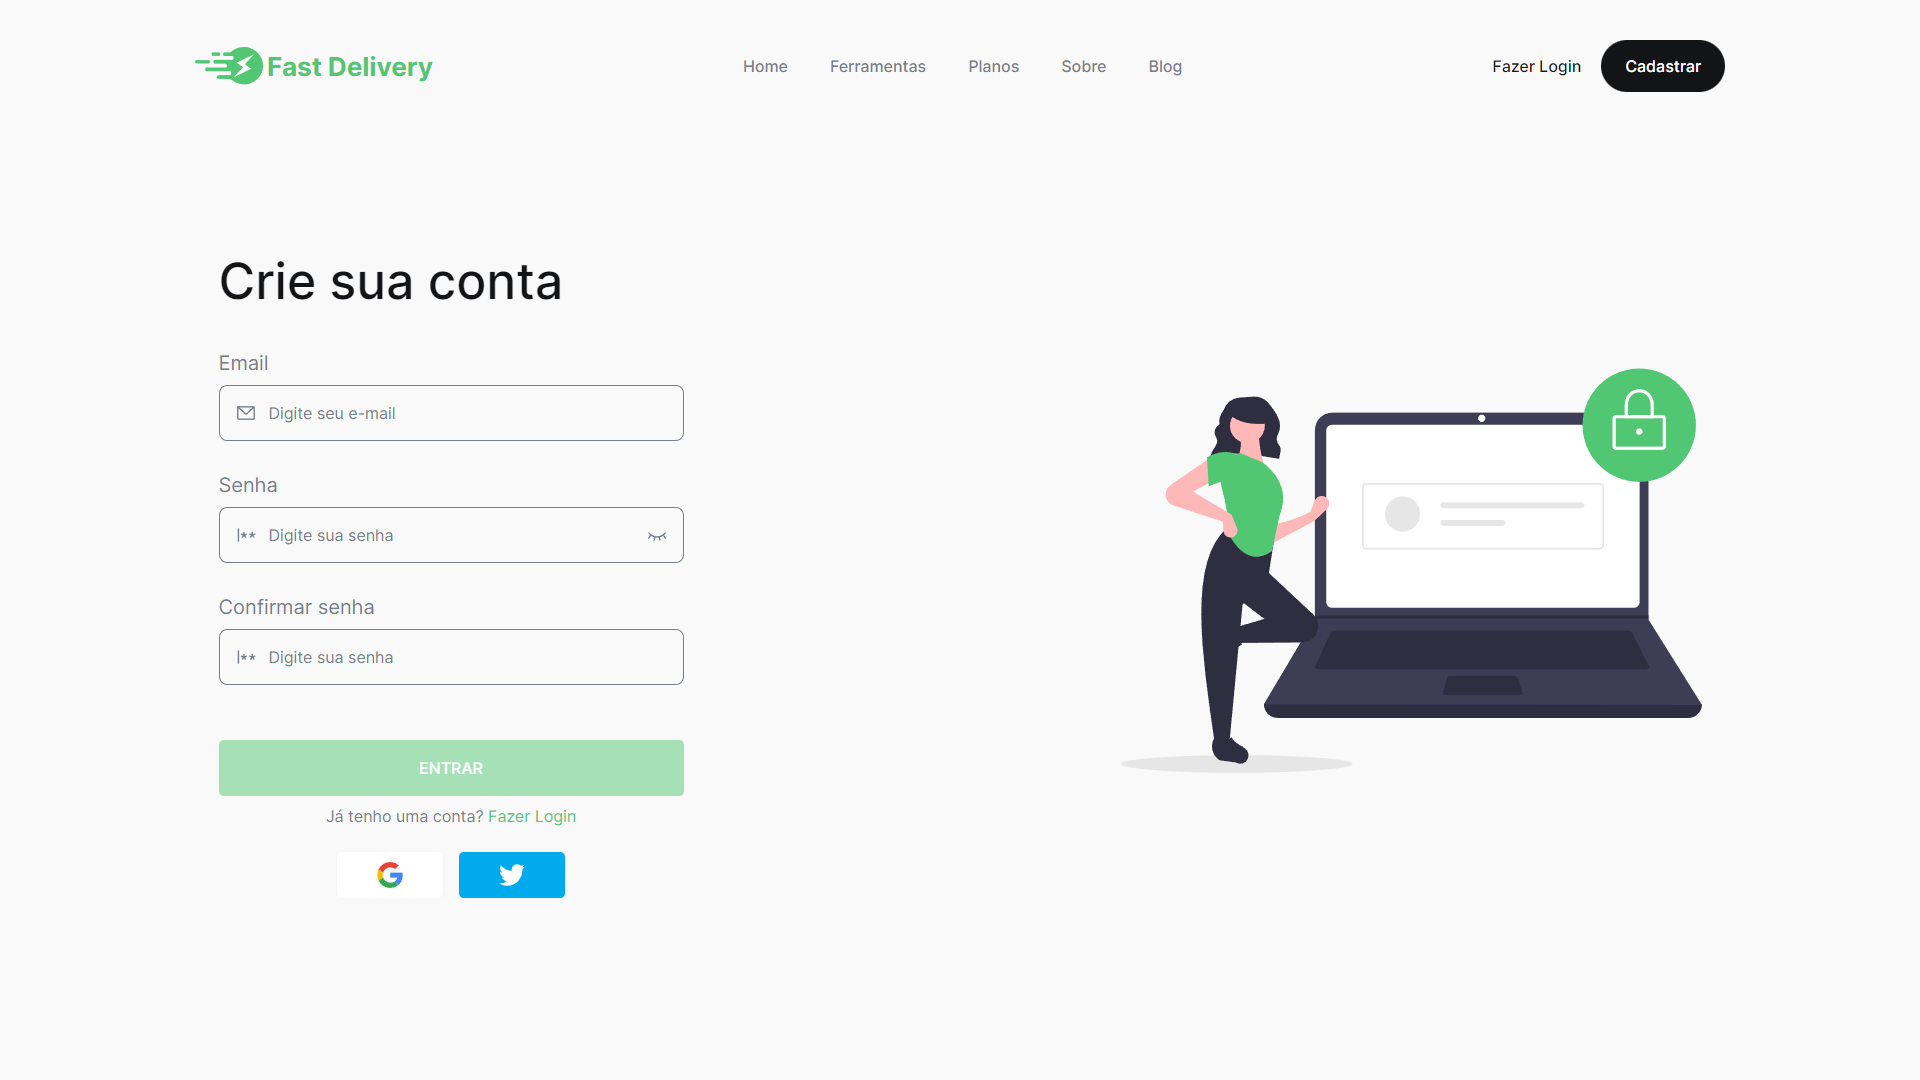 Fast Delivery
Home Ferramentas Planos Sobre Blog
Fazer Login Cadastrar
Crie sua conta
Email
Digite seu e-mail
Senha
|** Digite sua senha
Confirmar senha
|** Digite sua senha
ENTRAR
Já tenho uma conta? Fazer Login